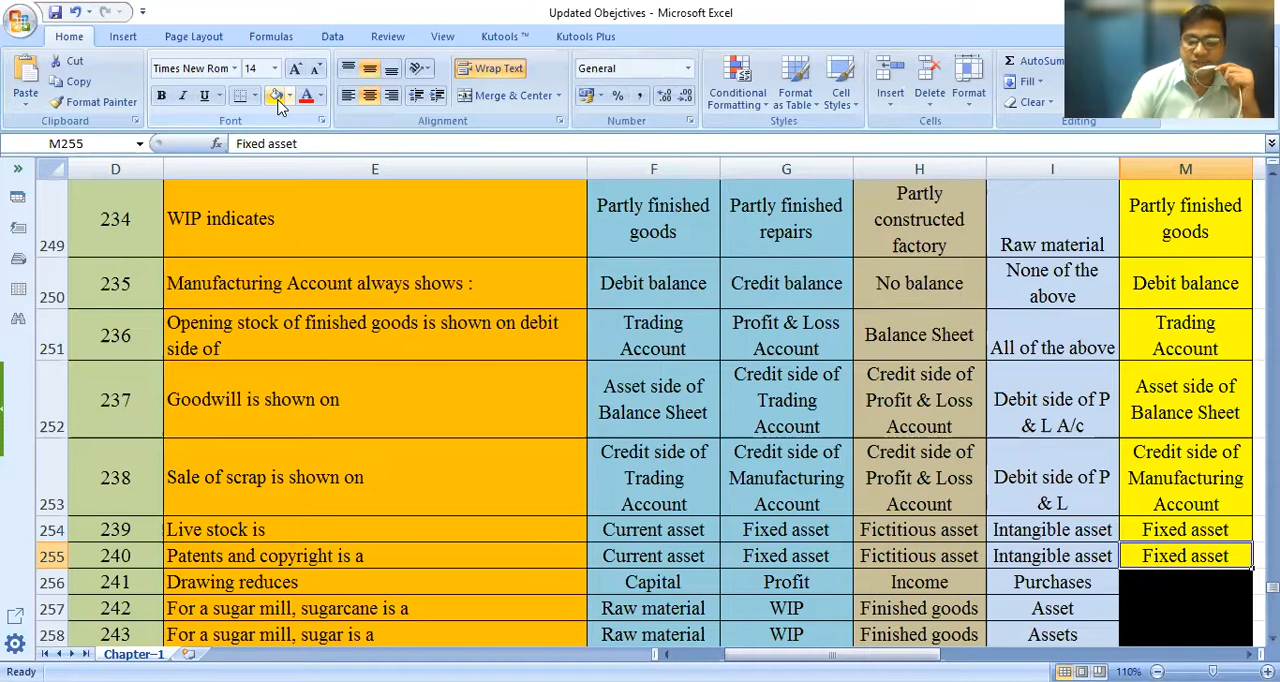 Updated Obejctives - Microsoft Excel
Home Insert Page Layout Formulas Data Review View Kutools ™ Kutools Plus
Paste
Cut
Copy
Format Painter
Clipboard
Times New Rom 14
B I U
Font
Wrap Text
Merge & Center
Alignment
General
% ,
Number
Conditional Formatting
Format as Table
Cell Styles
Styles
Insert Delete Format
Cells
Σ AutoSum
Fill
Clear
Editing
M255 fx Fixed asset
D E F G H I M
249 234 WIP indicates Partly finished goods Partly finished repairs Partly constructed factory Raw material Partly finished goods
250 235 Manufacturing Account always shows : Debit balance Credit balance No balance None of the above Debit balance
251 236 Opening stock of finished goods is shown on debit side of Trading Account Profit & Loss Account Balance Sheet All of the above Trading Account
252 237 Goodwill is shown on Asset side of Balance Sheet Credit side of Trading Account Credit side of Profit & Loss Account Debit side of P & L A/c Asset side of Balance Sheet
253 238 Sale of scrap is shown on Credit side of Trading Account Credit side of Manufacturing Account Credit side of Profit & Loss Account Debit side of P & L Credit side of Manufacturing Account
254 239 Live stock is Current asset Fixed asset Fictitious asset Intangible asset Fixed asset
255 240 Patents and copyright is a Current asset Fixed asset Fictitious asset Intangible asset Fixed asset
256 241 Drawing reduces Capital Profit Income Purchases
257 242 For a sugar mill, sugarcane is a Raw material WIP Finished goods Asset
258 243 For a sugar mill, sugar is a Raw material WIP Finished goods Assets
Chapter–1
Ready 110%